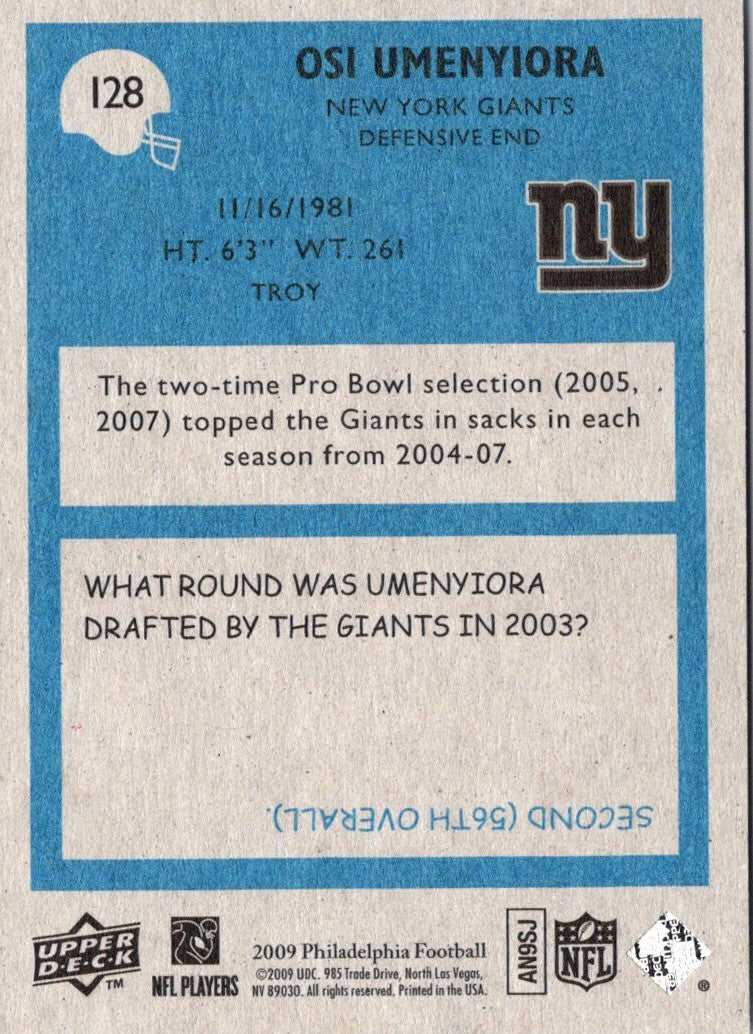 128
OSI UMENYIORA
NEW YORK GIANTS
DEFENSIVE END
ny
11/16/1981
HT. 6'3" WT. 261
TROY
The two-time Pro Bowl selection (2005,
2007) topped the Giants in sacks in each
season from 2004-07.
WHAT ROUND WAS UMENYIORA
DRAFTED BY THE GIANTS IN 2003?
SECOND (56TH OVERALL).
UPPER
D·E·C·K
TM
NFL PLAYERS
2009 Philadelphia Football
©2009 UDC. 985 Trade Drive, North Las Vegas,
NV 89030. All rights reserved. Printed in the USA.
AN9SJ
NFL
®